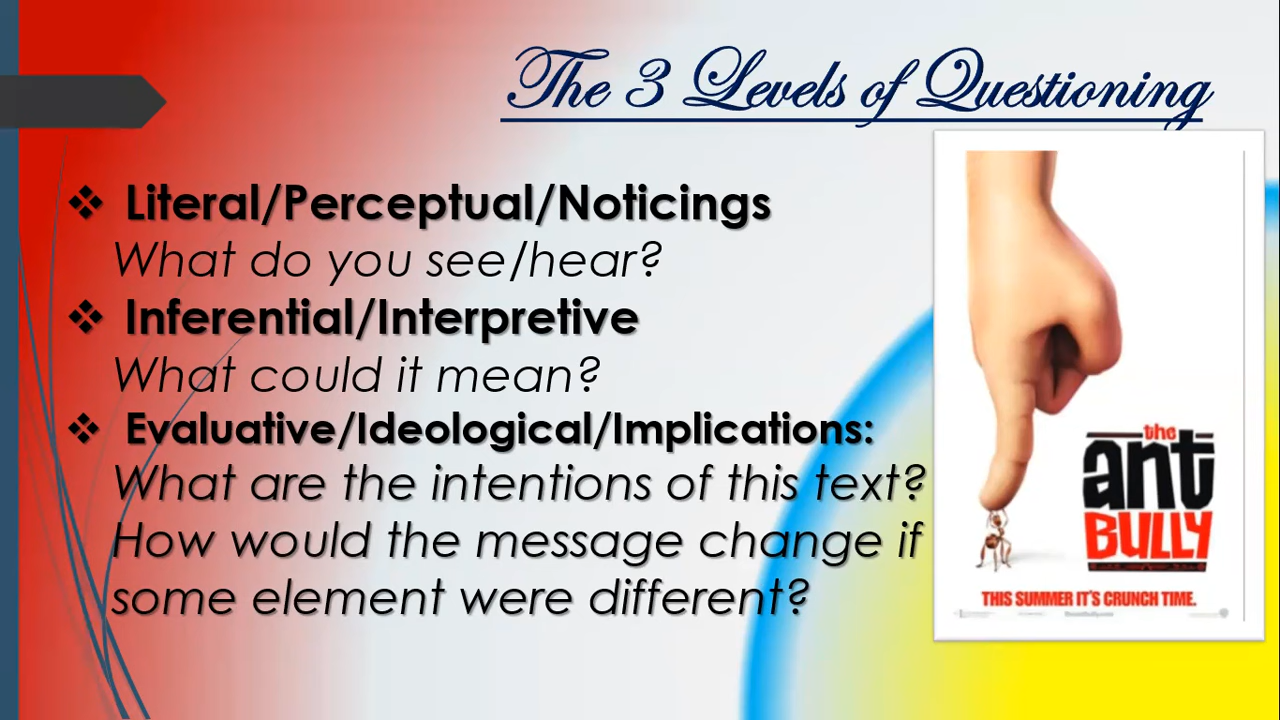 The 3 Levels of Questioning
❖ Literal/Perceptual/Noticings
What do you see/hear?
❖ Inferential/Interpretive
What could it mean?
❖ Evaluative/Ideological/Implications:
What are the intentions of this text?
How would the message change if
some element were different?
the
ant
BULLY
THIS SUMMER IT'S CRUNCH TIME.